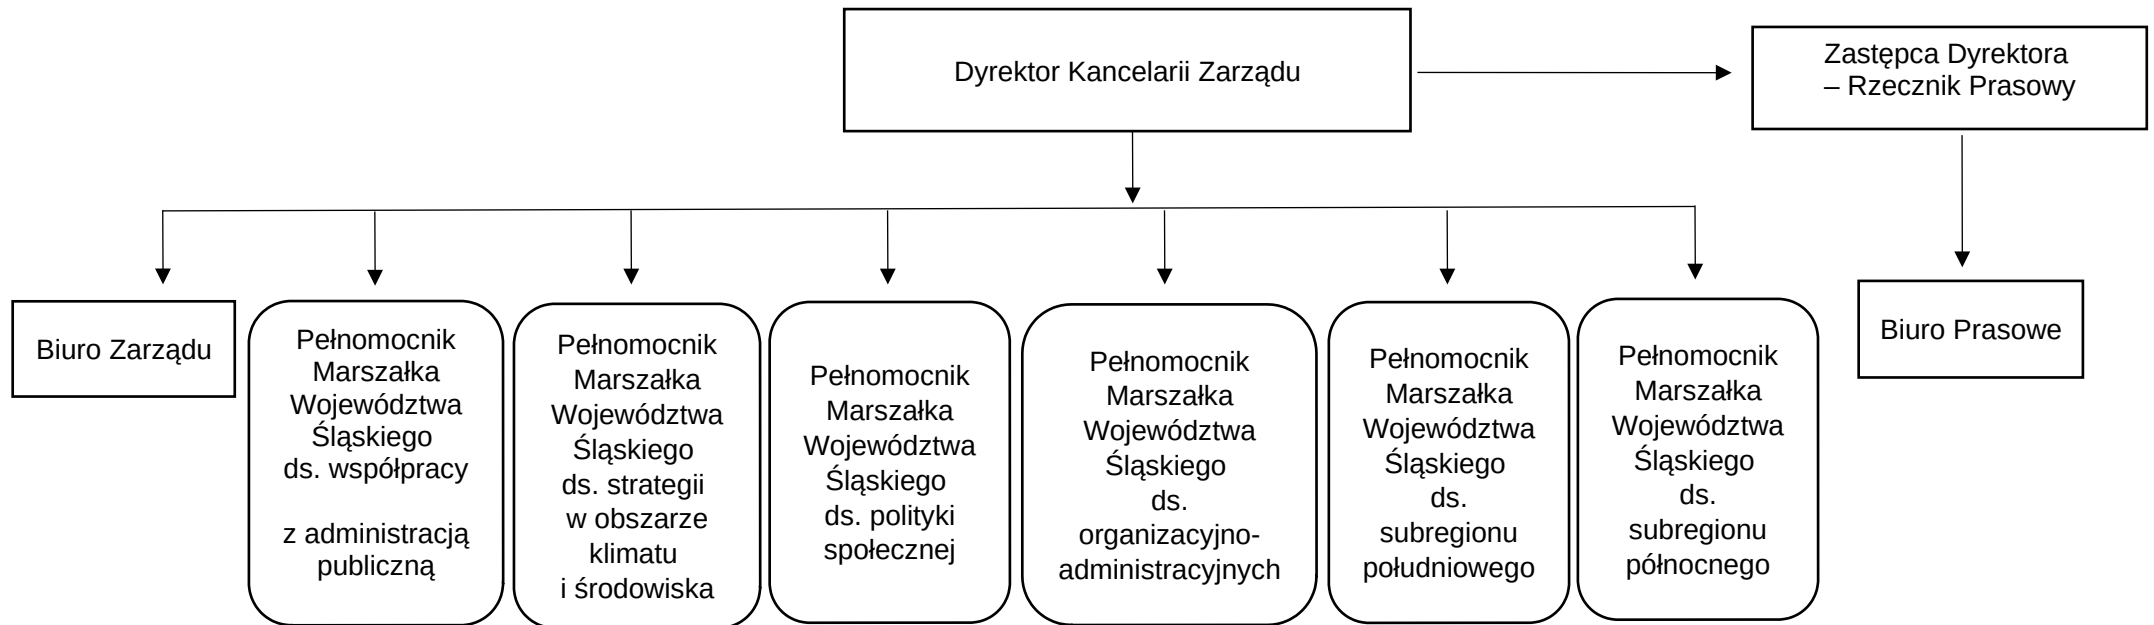 Dyrektor Kancelarii Zarządu
Zastępca Dyrektora
– Rzecznik Prasowy
Biuro Zarządu
Pełnomocnik
Marszałka
Województwa
Śląskiego
ds. współpracy
z administracją
publiczną
Pełnomocnik
Marszałka
Województwa
Śląskiego
ds. strategii
w obszarze
klimatu
i środowiska
Pełnomocnik
Marszałka
Województwa
Śląskiego
ds. polityki
społecznej
Pełnomocnik
Marszałka
Województwa
Śląskiego
ds.
organizacyjno-
administracyjnych
Pełnomocnik
Marszałka
Województwa
Śląskiego
ds.
subregionu
południowego
Pełnomocnik
Marszałka
Województwa
Śląskiego
ds.
subregionu
północnego
Biuro Prasowe